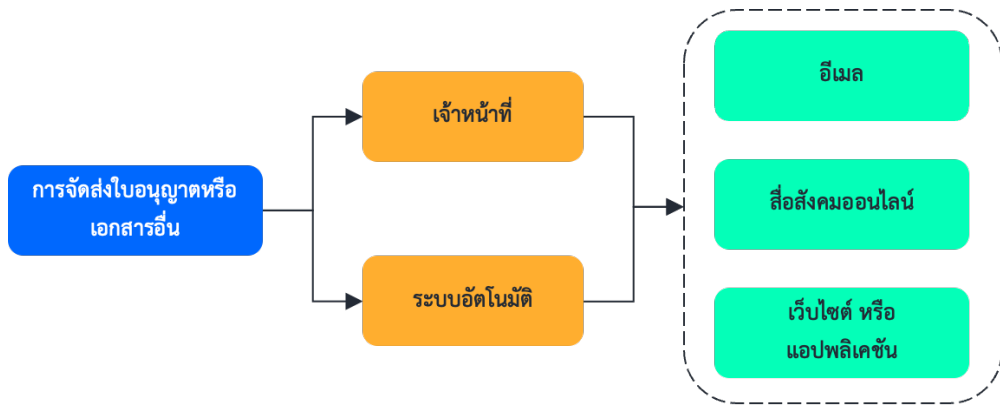 การจัดส่งใบอนุญาตหรือ
เอกสารอื่น
เจ้าหน้าที่
ระบบอัตโนมัติ
อีเมล
สื่อสังคมออนไลน์
เว็บไซต์ หรือ
แอปพลิเคชัน